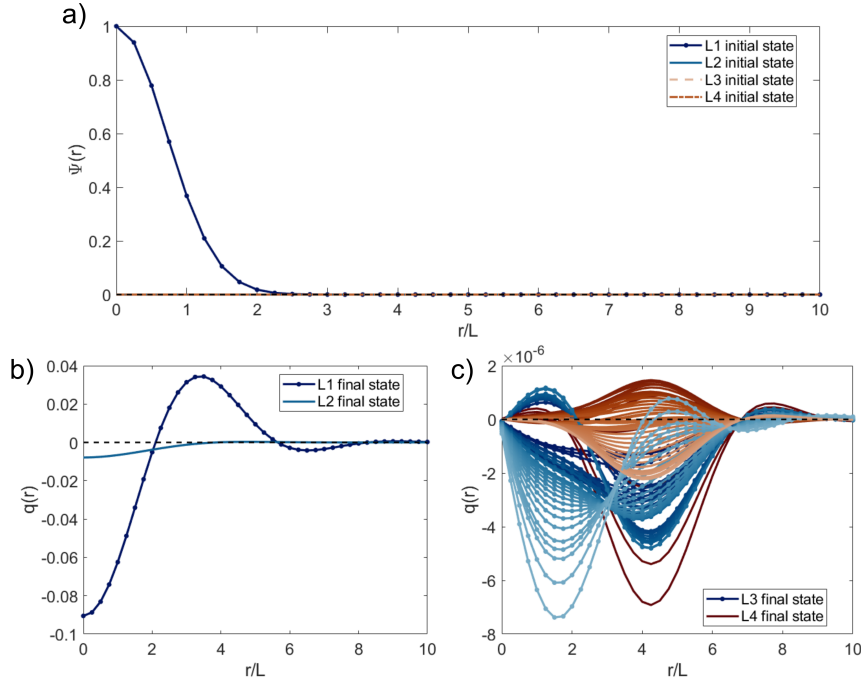 a)
1
0.8
0.6
0.4
0.2
0
Ψ(r)
0 1 2 3 4 5 6 7 8 9 10
r/L
L1 initial state
L2 initial state
L3 initial state
L4 initial state
b)
0.04
0.02
0
-0.02
-0.04
-0.06
-0.08
-0.1
q(r)
0 2 4 6 8 10
r/L
L1 final state
L2 final state
c)
×10⁻⁶
2
0
-2
-4
-6
-8
q(r)
0 2 4 6 8 10
r/L
L3 final state
L4 final state